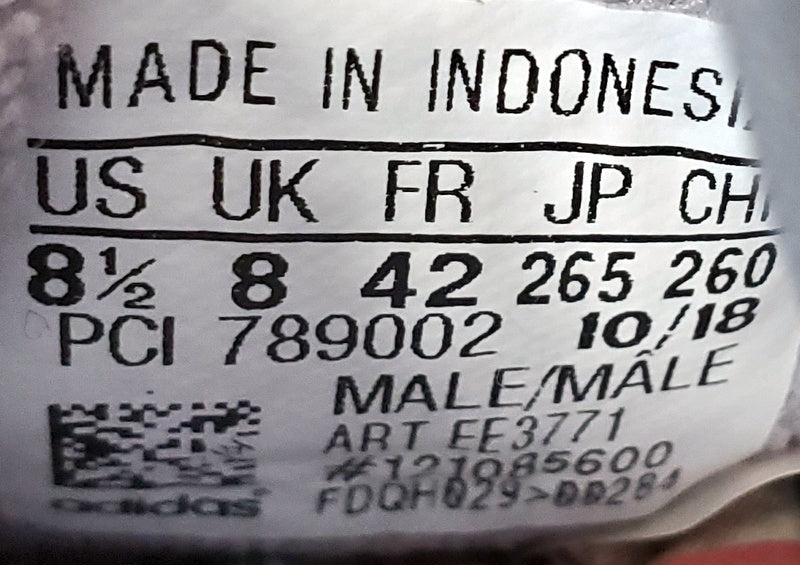 MADE IN INDONESI
US UK FR JP CH
8½ 8 42 265 260
PCI 789002 10/18
MALE/MÂLE
ART EE3771
#121085600
adidas